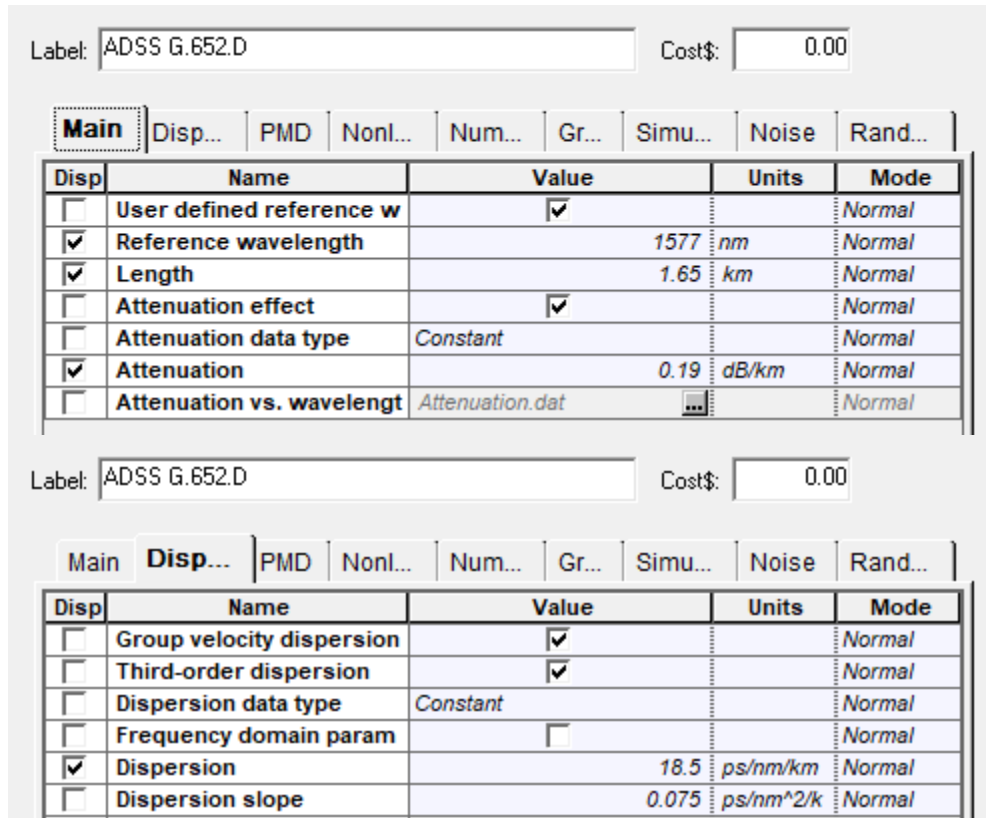 Label: ADSS G.652.D Cost$: 0.00
Main Disp... PMD Nonl... Num... Gr... Simu... Noise Rand...
Disp Name Value Units Mode
User defined reference w Normal
Reference wavelength 1577 nm Normal
Length 1.65 km Normal
Attenuation effect Normal
Attenuation data type Constant Normal
Attenuation 0.19 dB/km Normal
Attenuation vs. wavelengt Attenuation.dat ... Normal
Label: ADSS G.652.D Cost$: 0.00
Main Disp... PMD Nonl... Num... Gr... Simu... Noise Rand...
Disp Name Value Units Mode
Group velocity dispersion Normal
Third-order dispersion Normal
Dispersion data type Constant Normal
Frequency domain param Normal
Dispersion 18.5 ps/nm/km Normal
Dispersion slope 0.075 ps/nm^2/k Normal